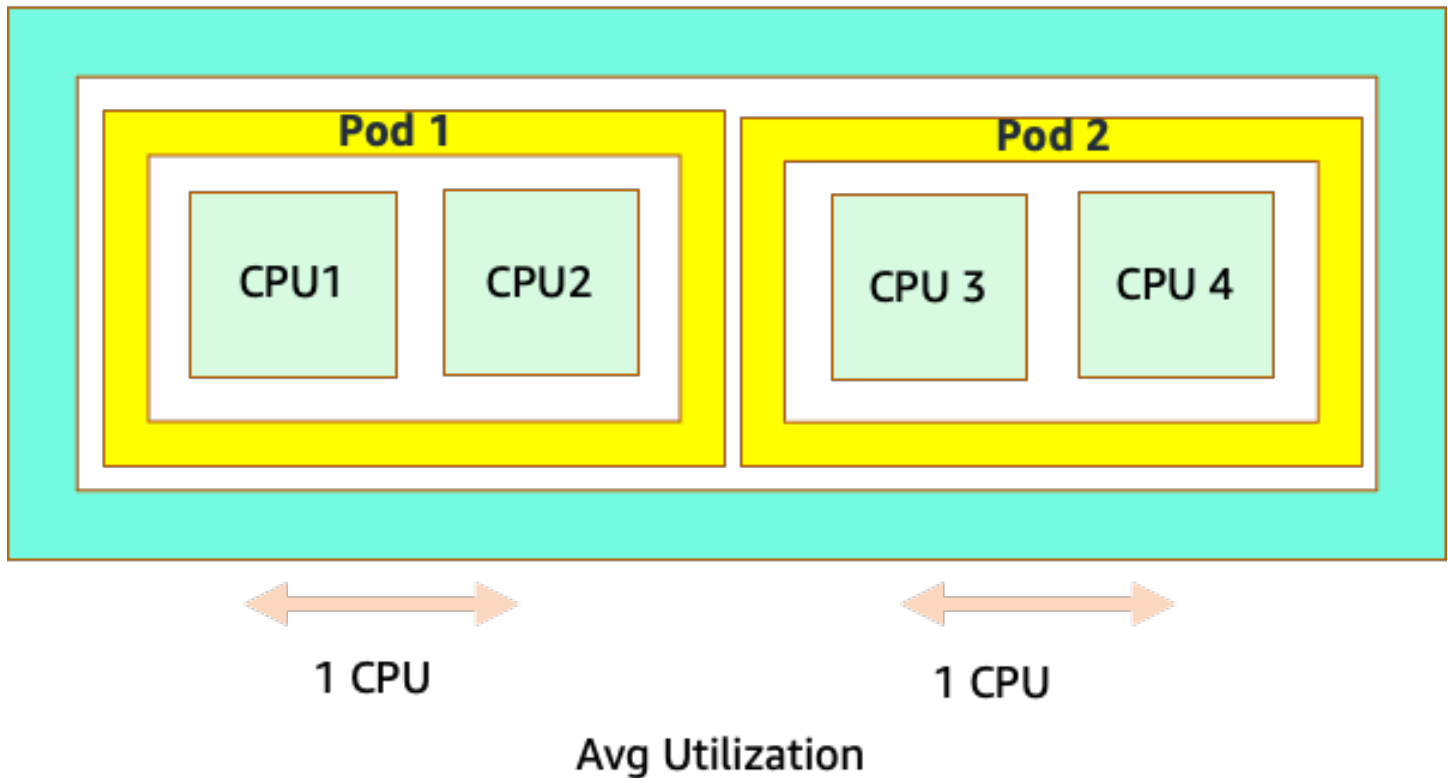 Pod 1
Pod 2
CPU1
CPU2
CPU 3
CPU 4
1 CPU
1 CPU
Avg Utilization